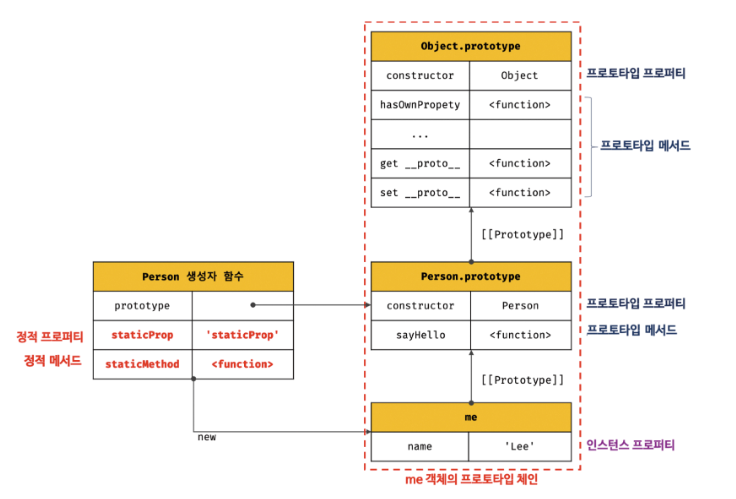 Object.prototype
constructor Object 프로토타입 프로퍼티
hasOwnPropety <function>
... 프로토타입 메서드
get __proto__ <function>
set __proto__ <function>
[[Prototype]]
Person 생성자 함수 Person.prototype
prototype constructor Person 프로토타입 프로퍼티
정적 프로퍼티 staticProp 'staticProp' sayHello <function> 프로토타입 메서드
정적 메서드 staticMethod <function>
[[Prototype]]
me
new name 'Lee' 인스턴스 프로퍼티
me 객체의 프로토타입 체인